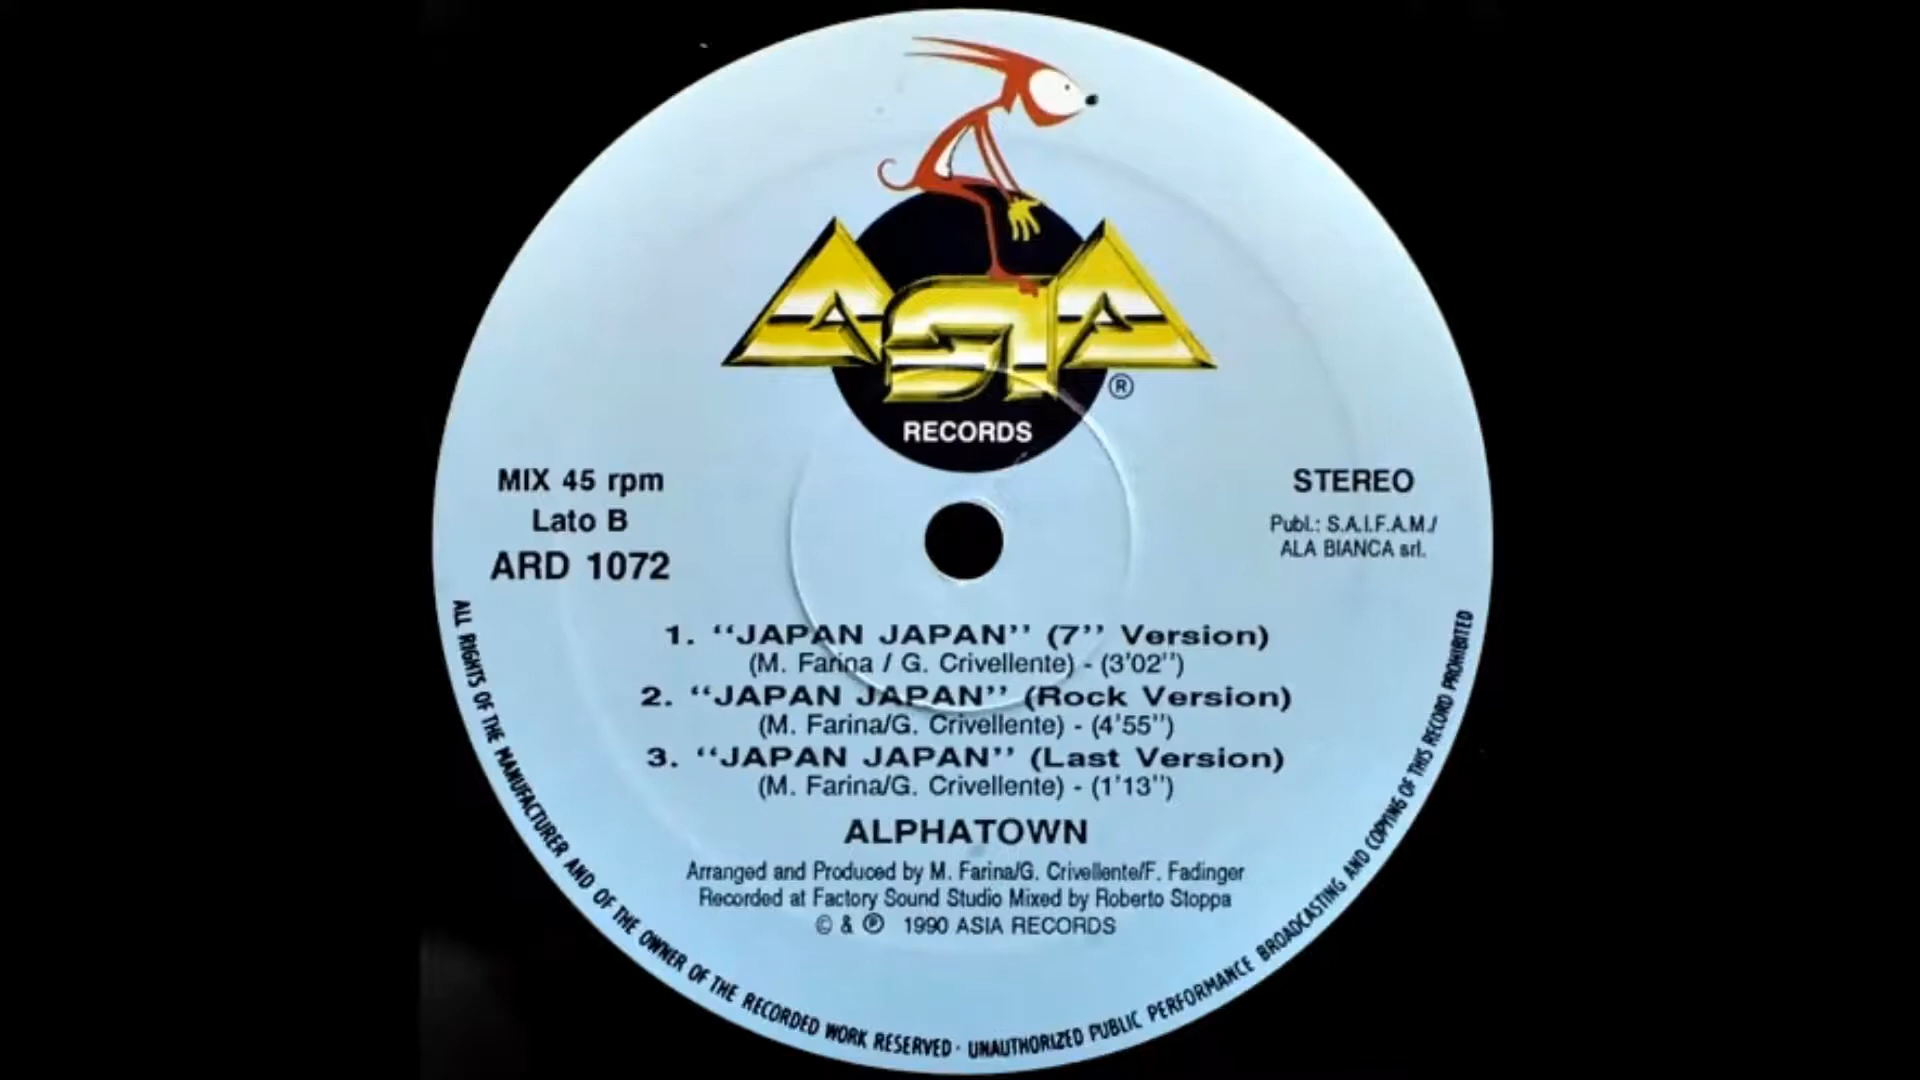 ASIA
®
RECORDS
MIX 45 rpm
Lato B
ARD 1072
STEREO
Publ.: S.A.I.F.A.M./
ALA BIANCA srl.
1. “JAPAN JAPAN” (7” Version)
(M. Farina / G. Crivellente) - (3'02")
2. “JAPAN JAPAN” (Rock Version)
(M. Farina/G. Crivellente) - (4'55")
3. “JAPAN JAPAN” (Last Version)
(M. Farina/G. Crivellente) - (1'13")
ALPHATOWN
Arranged and Produced by M. Farina/G. Crivellente/F. Fadinger
Recorded at Factory Sound Studio Mixed by Roberto Stoppa
© & ℗ 1990 ASIA RECORDS
ALL RIGHTS OF THE MANUFACTURER AND OF THE OWNER OF THE RECORDED WORK RESERVED · UNAUTHORIZED PUBLIC PERFORMANCE BROADCASTING AND COPYING OF THIS RECORD PROHIBITED